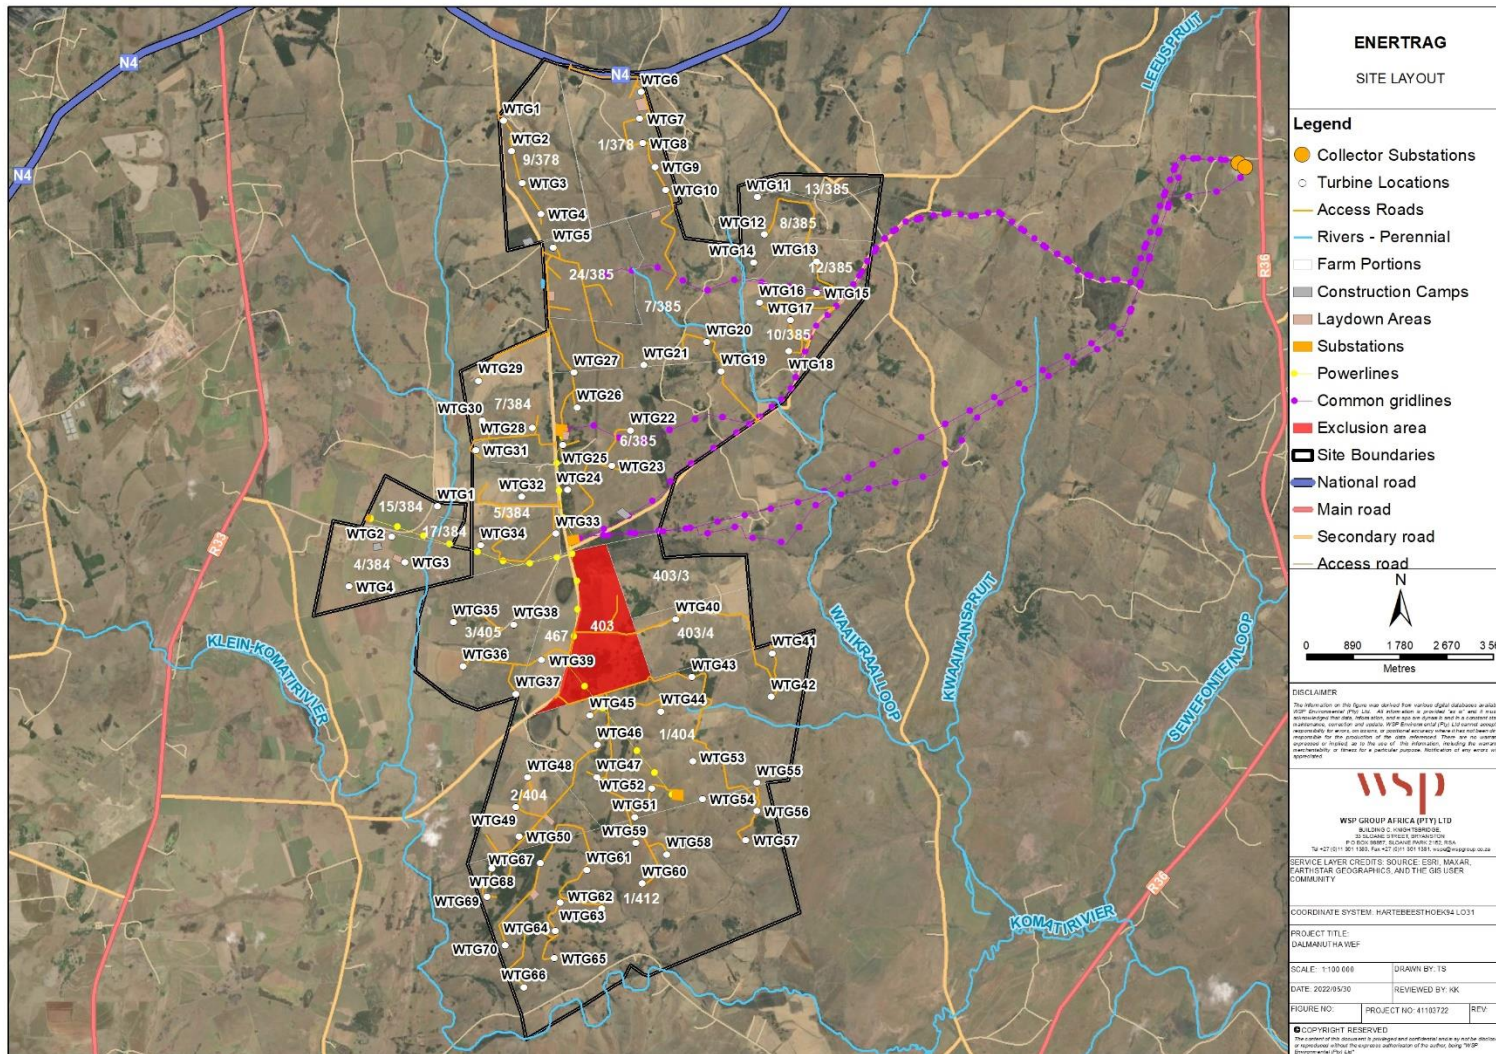 N4
N4
N4
LEEUSPRUIT
WTG6
WTG1
WTG7
WTG2
1/378
WTG8
9/378
WTG9
WTG3
WTG10
WTG11
13/385
WTG4
WTG12
8/385
WTG5
WTG14
WTG13
24/385
12/385
R36
7/385
WTG16
WTG15
WTG17
WTG20
10/385
WTG21
WTG27
WTG19
WTG18
WTG29
WTG26
7/384
WTG30
WTG28
WTG22
6/385
WTG31
WTG25
WTG23
WTG24
WTG1
WTG32
15/384
5/384
17/384
WTG33
WTG2
WTG34
R33
4/384
WTG3
403/3
WTG4
WTG35
WTG38
WTG40
3/405
467
403
403/4
WAAIKRAALLOOP
KWAAIMANSPRUIT
SEWEFONTEINLOOP
KLEIN-KOMATIRIVIER
WTG41
WTG36
WTG39
WTG43
WTG37
WTG42
WTG45
WTG44
1/404
WTG46
WTG53
WTG48
WTG47
WTG55
WTG52
2/404
WTG54
WTG51
WTG56
WTG49
WTG50
WTG59
WTG58
WTG57
WTG67
WTG61
WTG60
WTG68
R36
WTG69
WTG62
1/412
WTG63
KOMATIRIVIER
WTG64
WTG70
WTG65
WTG66
ENERTRAG
SITE LAYOUT
Legend
Collector Substations
Turbine Locations
Access Roads
Rivers - Perennial
Farm Portions
Construction Camps
Laydown Areas
Substations
Powerlines
Common gridlines
Exclusion area
Site Boundaries
National road
Main road
Secondary road
Access road
N
0 890 1 780 2 670 3 56
Metres
DISCLAIMER
wsp
WSP GROUP AFRICA (PTY) LTD
BUILDING C, KNIGHTSBRIDGE,
33 SLOANE STREET, BRYANSTON
SERVICE LAYER CREDITS: SOURCE: ESRI, MAXAR,
EARTHSTAR GEOGRAPHICS, AND THE GIS USER
COMMUNITY
COORDINATE SYSTEM: HARTEBEESTHOEK94 LO31
PROJECT TITLE:
DALMANUTHA WEF
SCALE: 1:100 000 DRAWN BY: TS
DATE: 2022/05/30 REVIEWED BY: KK
FIGURE NO: PROJECT NO: 41103722 REV:
© COPYRIGHT RESERVED